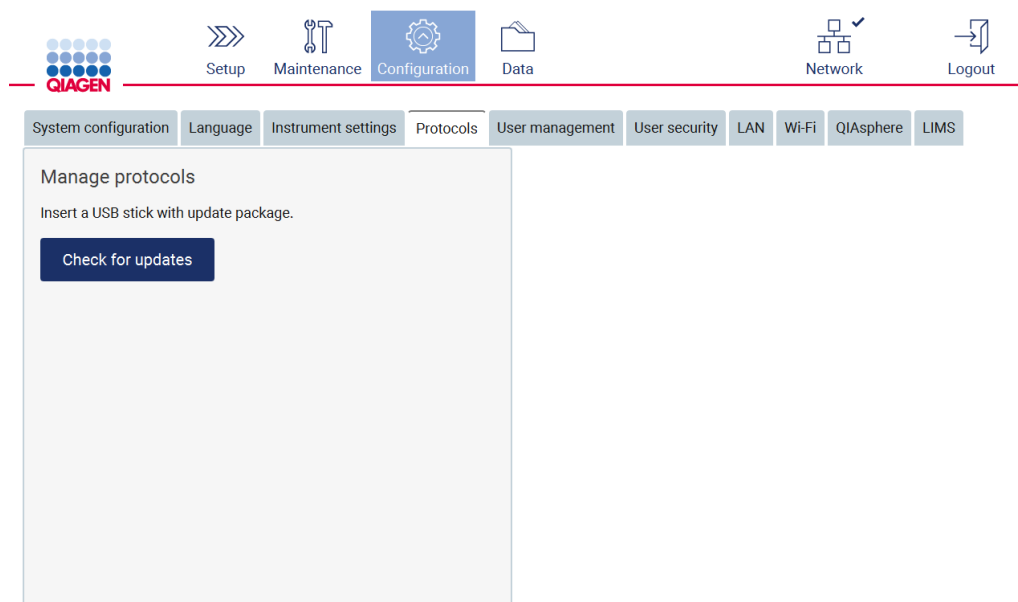 QIAGEN
Setup Maintenance Configuration Data Network Logout
System configuration Language Instrument settings Protocols User management User security LAN Wi-Fi QIAsphere LIMS
Manage protocols
Insert a USB stick with update package.
Check for updates